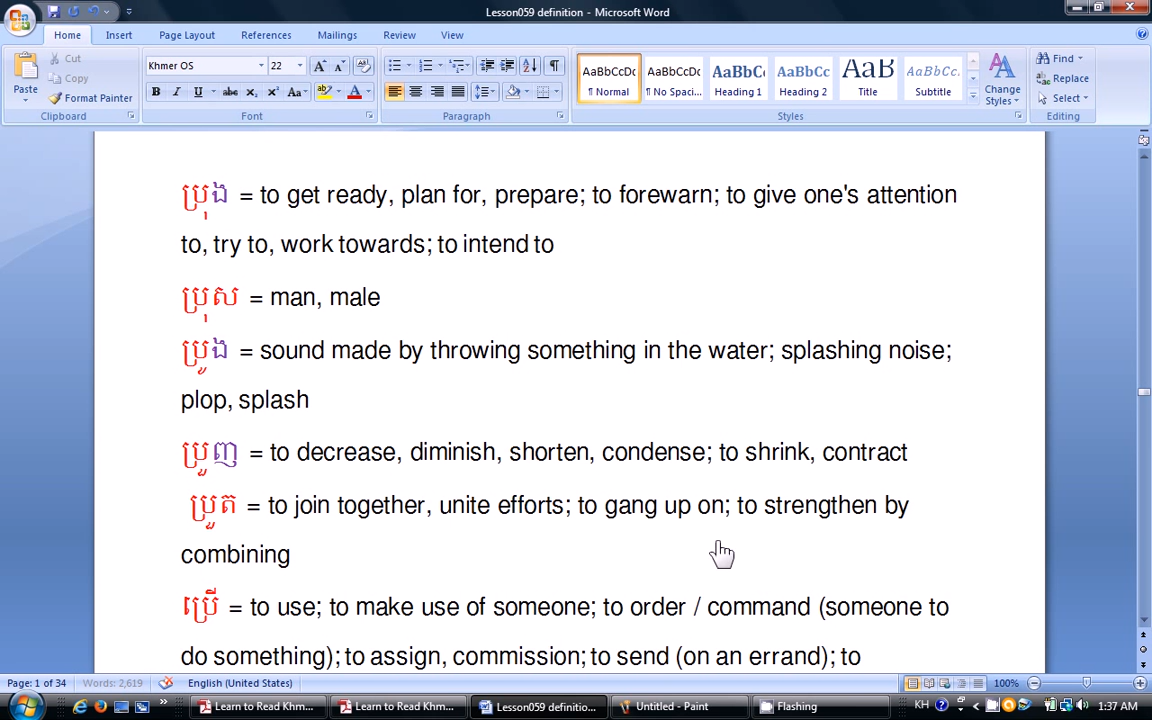 Lesson059 definition - Microsoft Word
Home Insert Page Layout References Mailings Review View
Cut
Copy
Format Painter
Paste
Clipboard
Khmer OS 22
Font
Paragraph
AaBbCcDc AaBbCcDc AaBbC AaBbCc AaB AaBbCc.
¶ Normal ¶ No Spaci... Heading 1 Heading 2 Title Subtitle
Change Styles
Styles
Find
Replace
Select
Editing
ប្រុង = to get ready, plan for, prepare; to forewarn; to give one's attention
to, try to, work towards; to intend to
ប្រុស = man, male
ប្រូង = sound made by throwing something in the water; splashing noise;
plop, splash
ប្រួញ = to decrease, diminish, shorten, condense; to shrink, contract
ប្រួត = to join together, unite efforts; to gang up on; to strengthen by
combining
ប្រើ = to use; to make use of someone; to order / command (someone to
do something); to assign, commission; to send (on an errand); to
Page: 1 of 34 Words: 2,619 English (United States) 100%
Learn to Read Khm... Learn to Read Khm... Lesson059 definitio... Untitled - Paint Flashing KH 1:37 AM